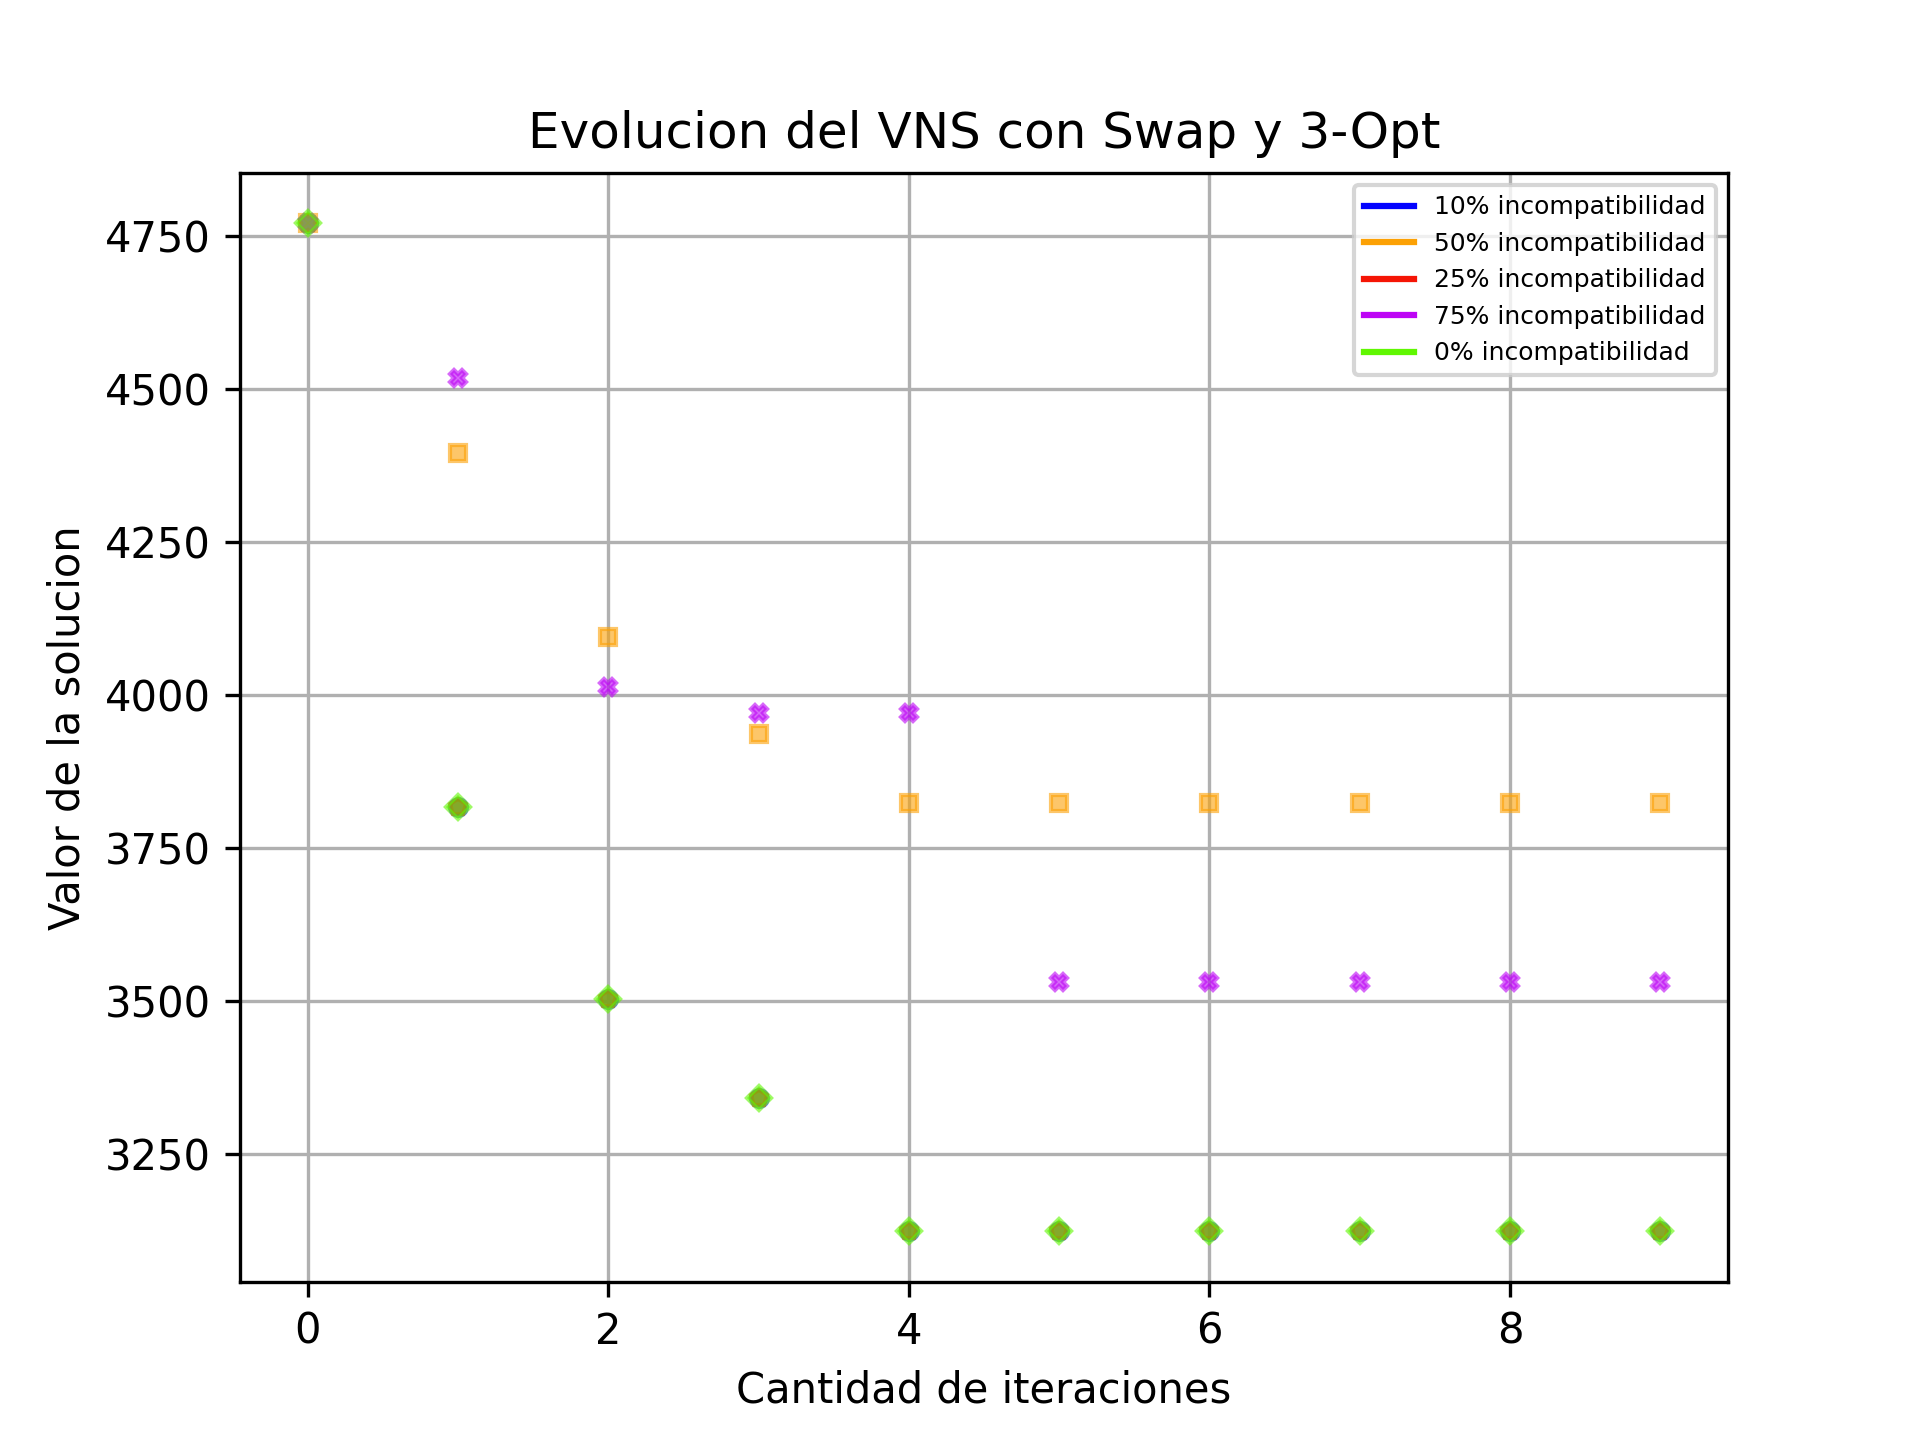 Evolucion del VNS con Swap y 3-Opt
10% incompatibilidad
50% incompatibilidad
25% incompatibilidad
75% incompatibilidad
0% incompatibilidad
Valor de la solucion
4750
4500
4250
4000
3750
3500
3250
0 2 4 6 8
Cantidad de iteraciones